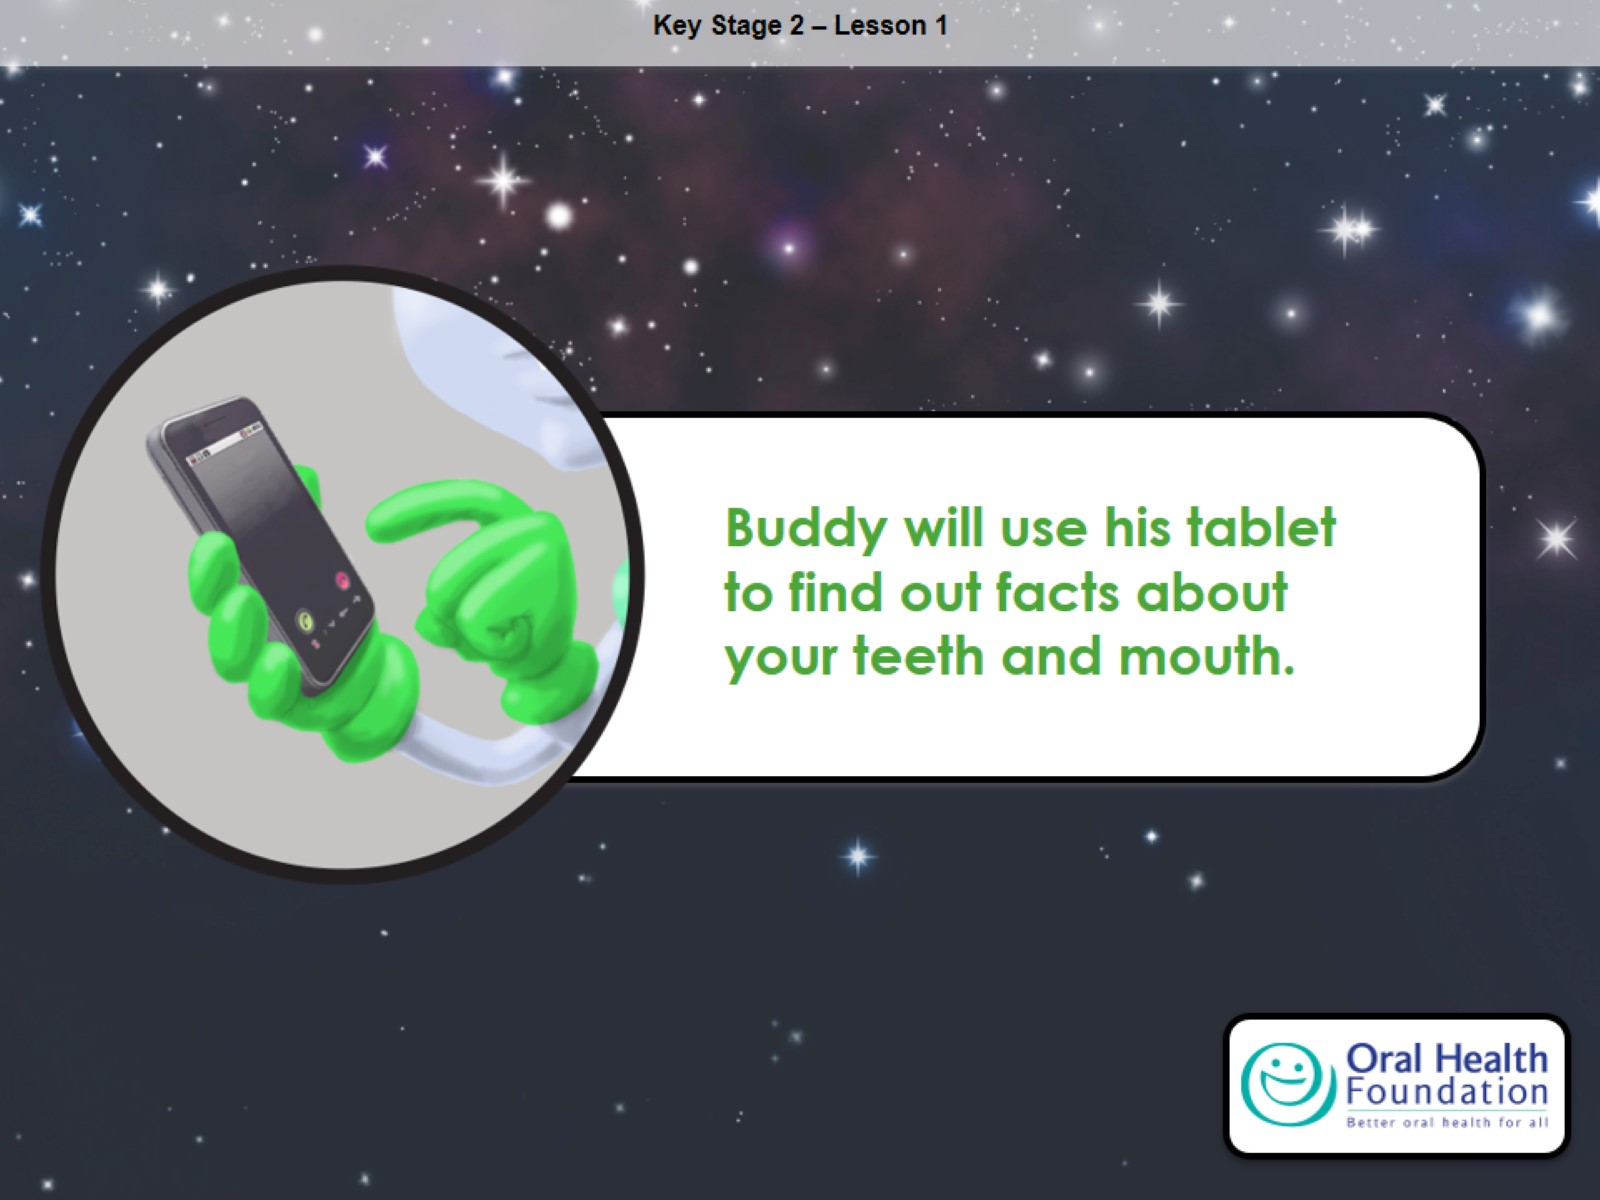 Key Stage 2 – Lesson 1
Buddy will use his tablet
to find out facts about
your teeth and mouth.
Oral Health
Foundation
Better oral health for all